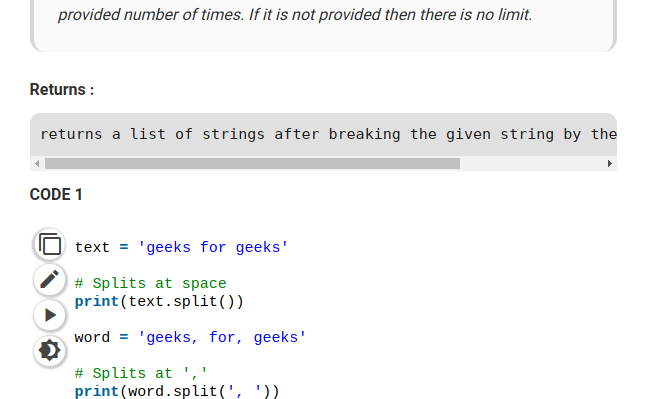 provided number of times. If it is not provided then there is no limit.
Returns :
returns a list of strings after breaking the given string by the
CODE 1
text = 'geeks for geeks'
# Splits at space
print(text.split())
word = 'geeks, for, geeks'
# Splits at ','
print(word.split(', '))